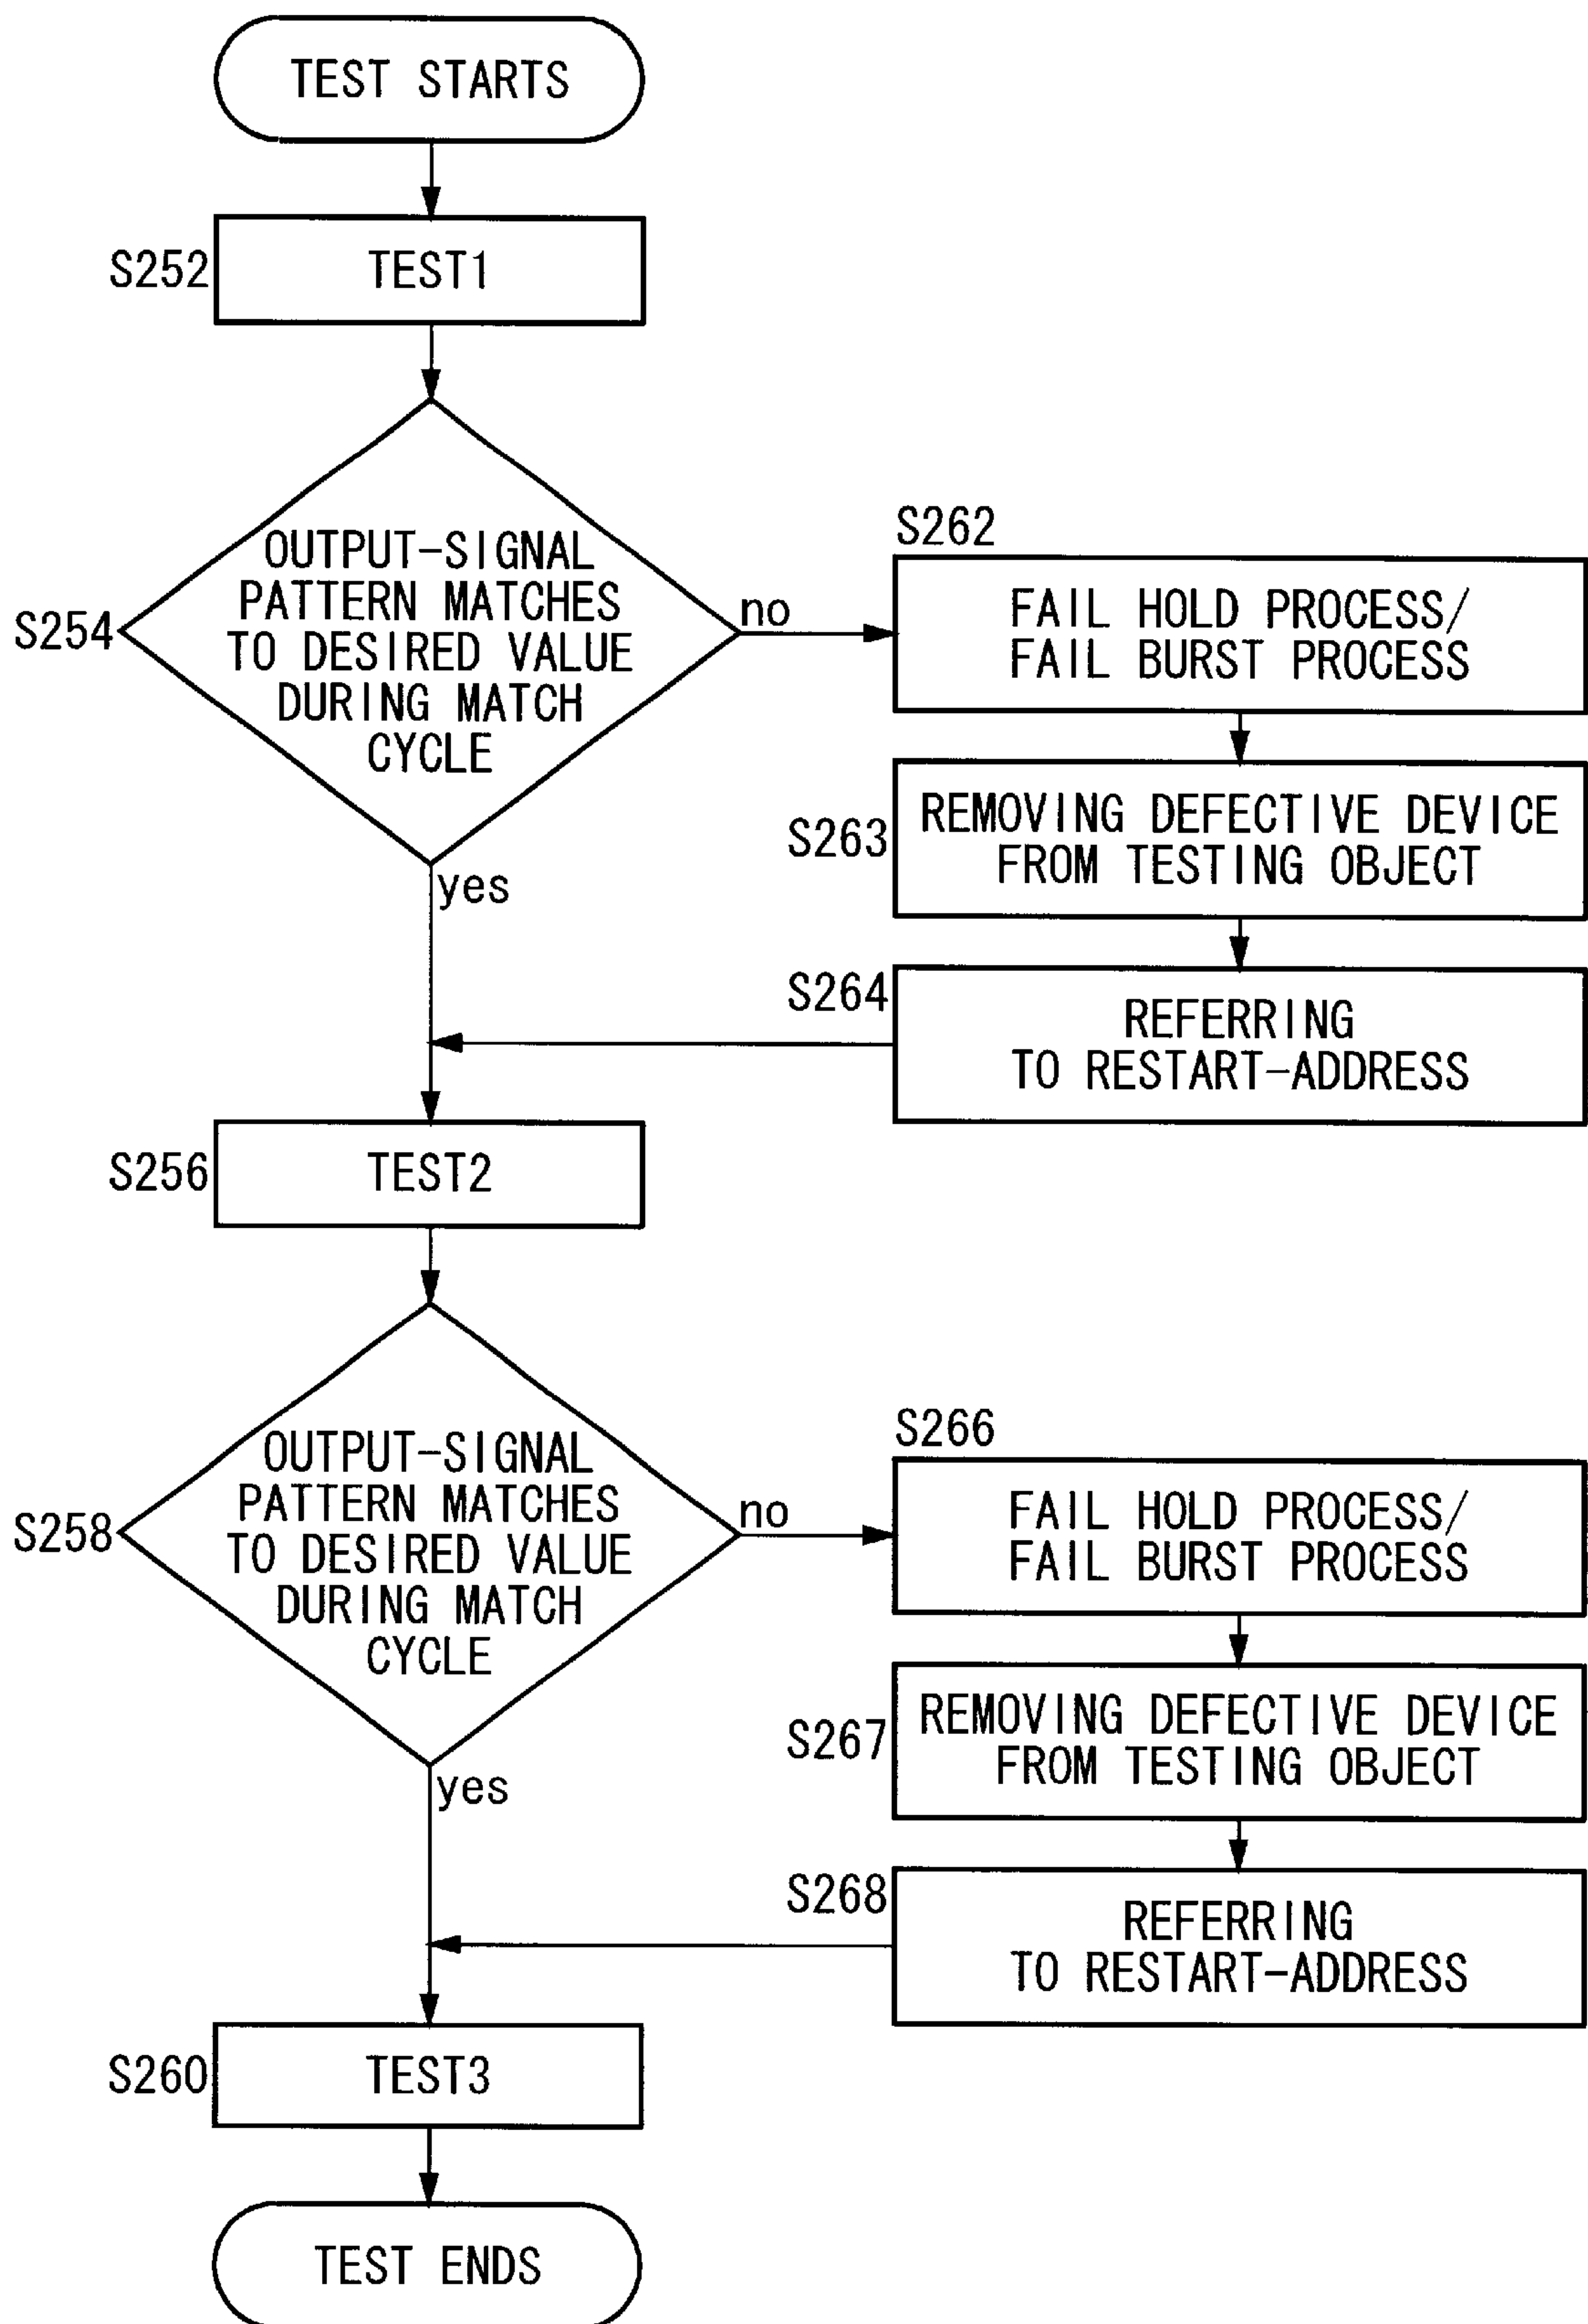 TEST STARTS
S252
TEST1
S254
OUTPUT-SIGNAL
PATTERN MATCHES
TO DESIRED VALUE
DURING MATCH
CYCLE
no
yes
S262
FAIL HOLD PROCESS/
FAIL BURST PROCESS
S263
REMOVING DEFECTIVE DEVICE
FROM TESTING OBJECT
S264
REFERRING
TO RESTART-ADDRESS
S256
TEST2
S258
OUTPUT-SIGNAL
PATTERN MATCHES
TO DESIRED VALUE
DURING MATCH
CYCLE
no
yes
S266
FAIL HOLD PROCESS/
FAIL BURST PROCESS
S267
REMOVING DEFECTIVE DEVICE
FROM TESTING OBJECT
S268
REFERRING
TO RESTART-ADDRESS
S260
TEST3
TEST ENDS